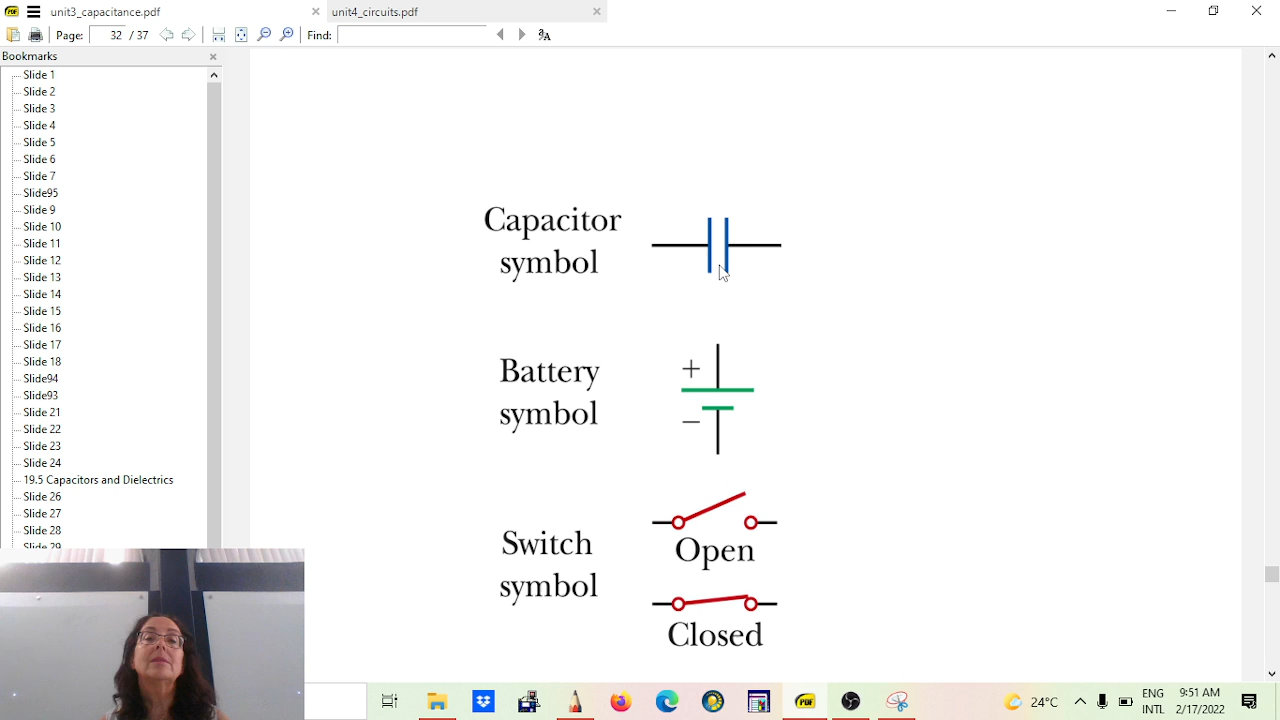 unit3_capacitance.pdf
unit4_circuits.pdf
Page: 32 / 37
Find:
Bookmarks
Slide 1
Slide 2
Slide 3
Slide 4
Slide 5
Slide 6
Slide 7
Slide95
Slide 9
Slide 10
Slide 11
Slide 12
Slide 13
Slide 14
Slide 15
Slide 16
Slide 17
Slide 18
Slide94
Slide93
Slide 21
Slide 22
Slide 23
Slide 24
19.5 Capacitors and Dielectrics
Slide 26
Slide 27
Slide 28
Slide 29
Capacitor
symbol
Battery
symbol
+
−
Switch
symbol
Open
Closed
24°C
ENG
INTL
9:51 AM
2/17/2022